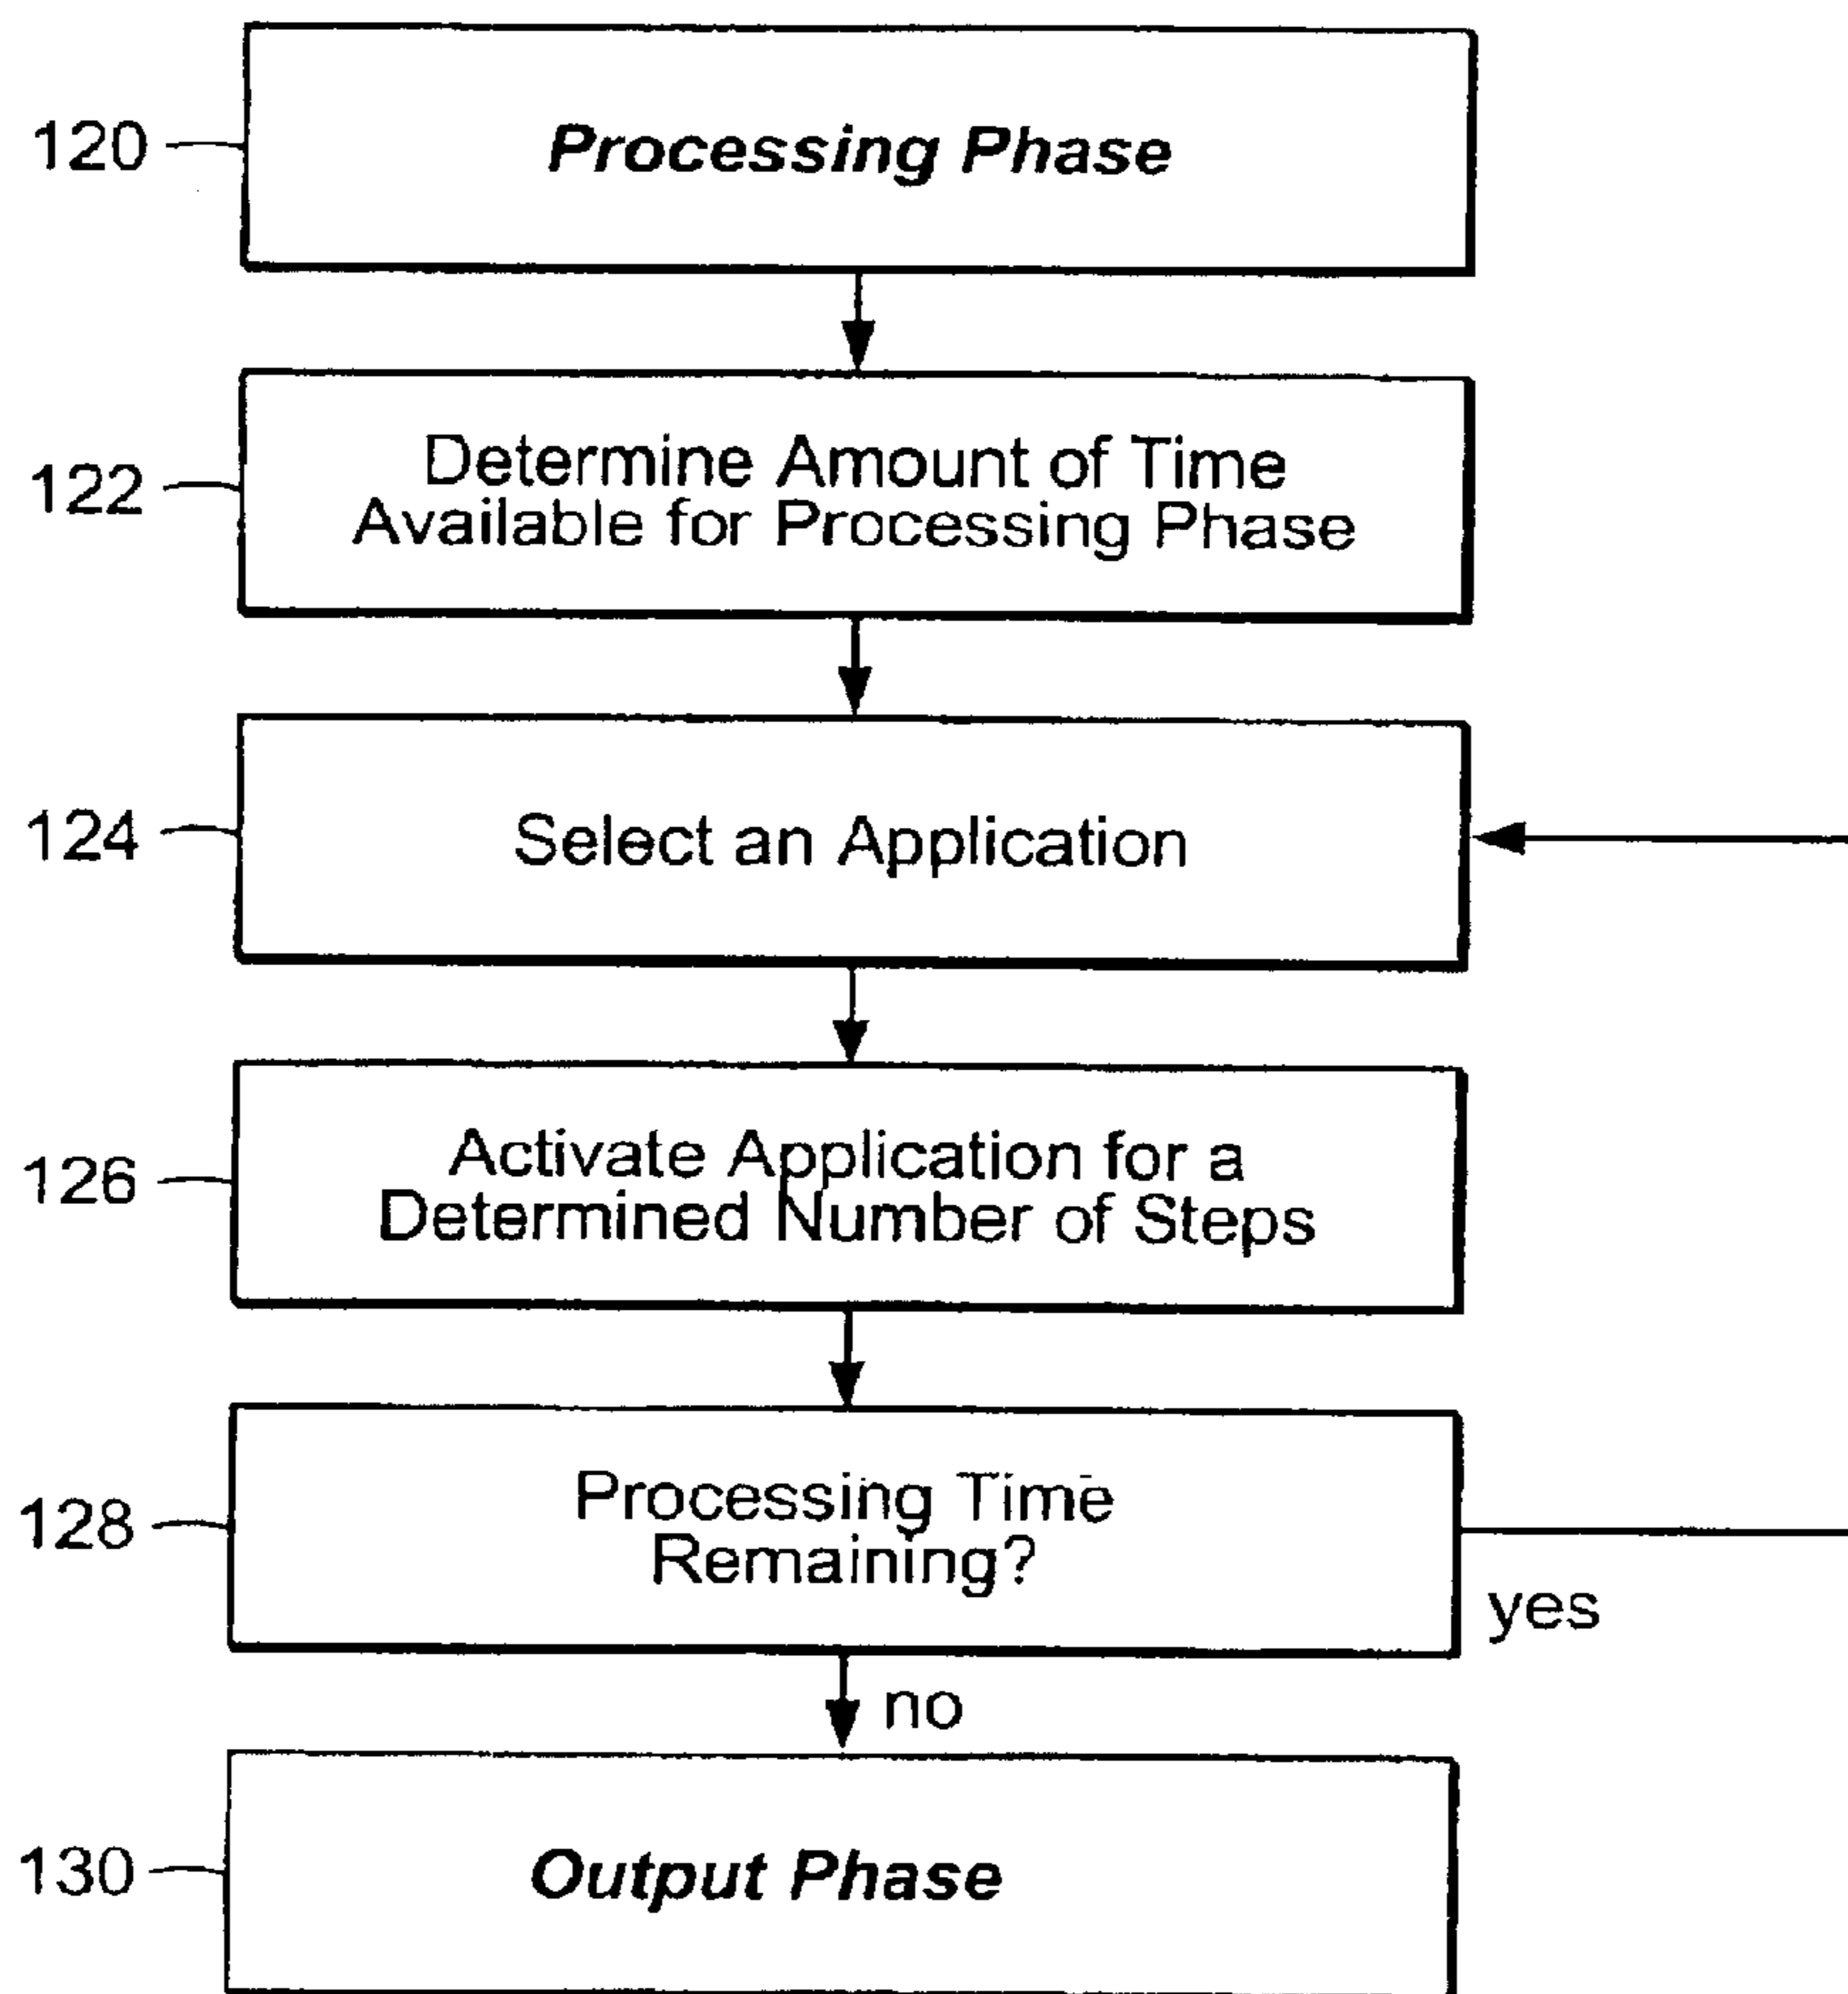 120
Processing Phase
122
Determine Amount of Time
Available for Processing Phase
124
Select an Application
126
Activate Application for a
Determined Number of Steps
128
Processing Time
Remaining?
yes
no
130
Output Phase